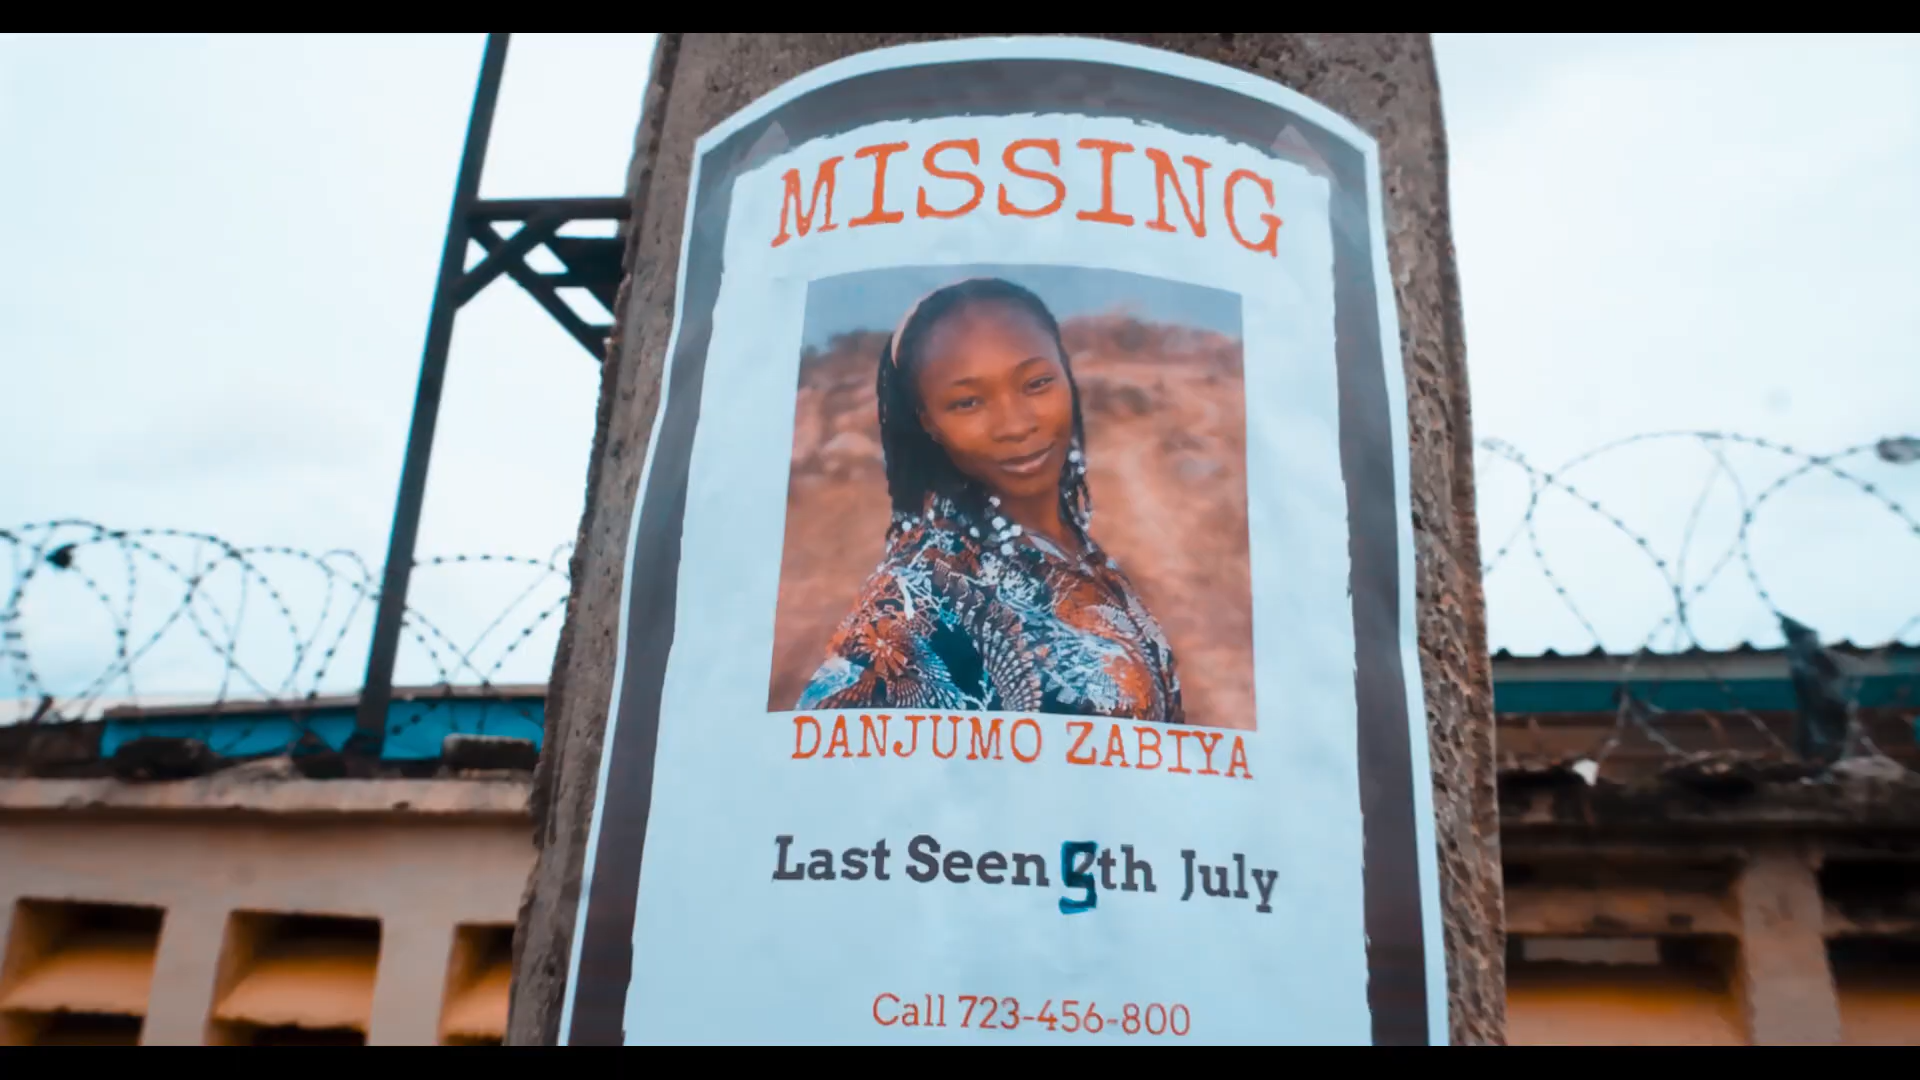 MISSING
DANJUMO ZABIYA
Last Seen 5th July
Call 723-456-800